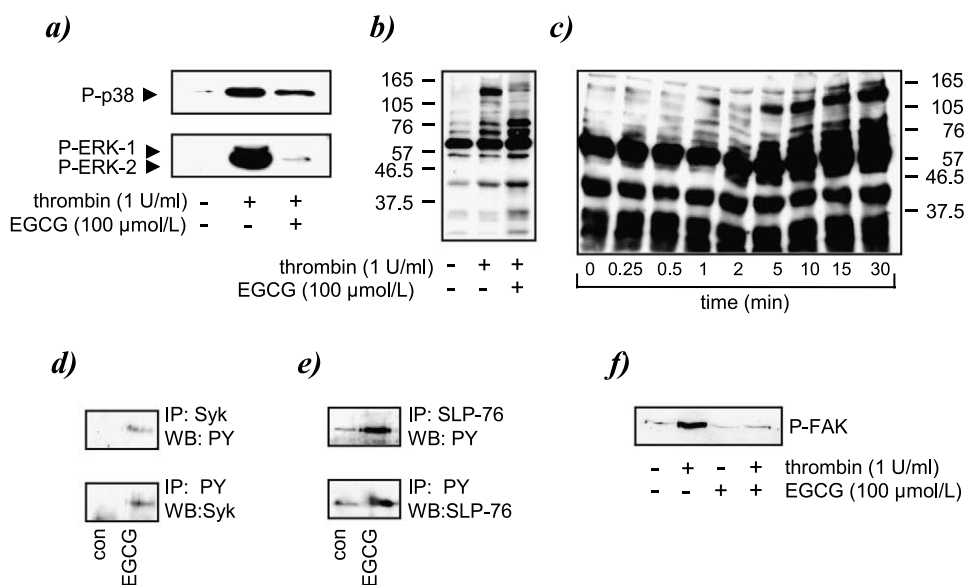 a)
P-p38
P-ERK-1
P-ERK-2
thrombin (1 U/ml) - + +
EGCG (100 µmol/L) - - +
b)
165
105
76
57
46.5
37.5
thrombin (1 U/ml) - + +
EGCG (100 µmol/L) - - +
c)
165
105
76
57
46.5
37.5
0 0.25 0.5 1 2 5 10 15 30
time (min)
d)
IP: Syk
WB: PY
IP: PY
WB:Syk
con EGCG
e)
IP: SLP-76
WB: PY
IP: PY
WB:SLP-76
con EGCG
f)
P-FAK
- + - + thrombin (1 U/ml)
- - + + EGCG (100 µmol/L)